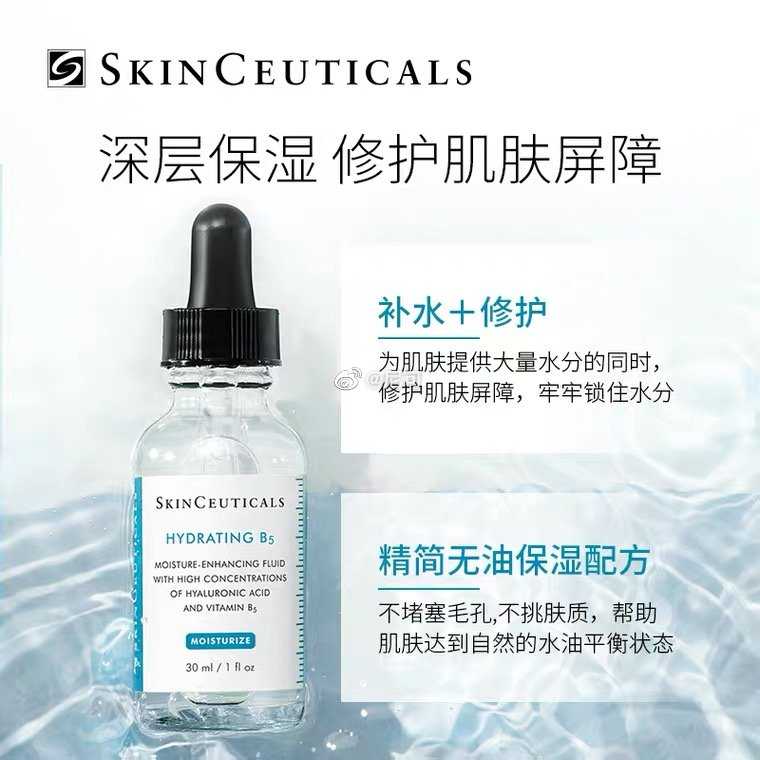 SKINCEUTICALS
深层保湿 修护肌肤屏障
补水+修护
为肌肤提供大量水分的同时，
修护肌肤屏障，牢牢锁住水分
SKINCEUTICALS
HYDRATING B5
MOISTURE-ENHANCING FLUID
WITH HIGH CONCENTRATIONS
OF HYALURONIC ACID
AND VITAMIN B5
MOISTURIZE
30 ml / 1 fl oz
精简无油保湿配方
不堵塞毛孔,不挑肤质，帮助
肌肤达到自然的水油平衡状态